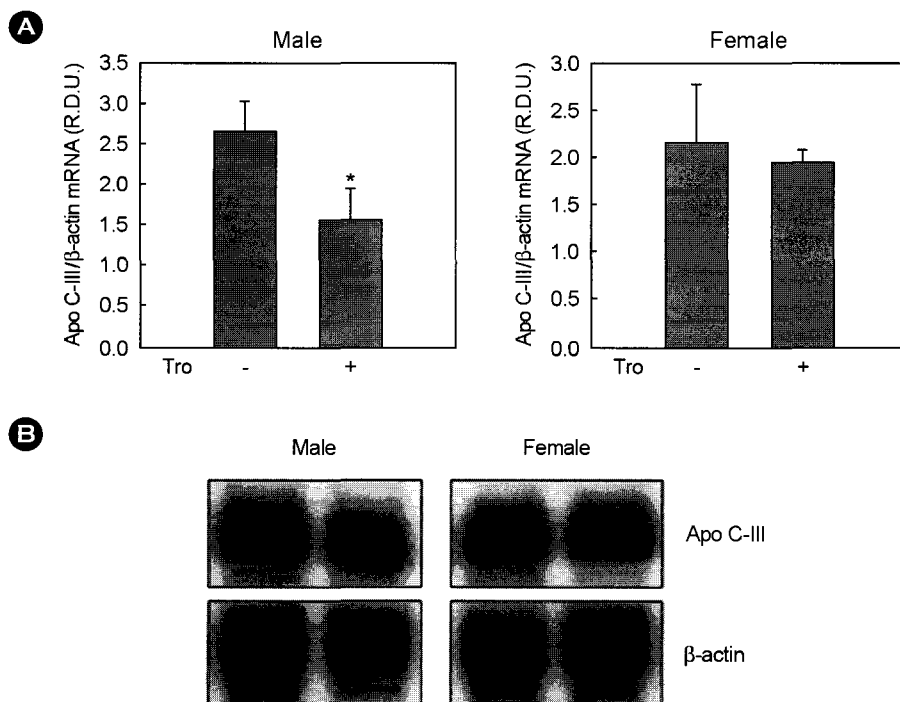 A
Male
Apo C-III/β-actin mRNA (R.D.U.)
3.5
3.0
2.5
2.0
1.5
1.0
0.5
0.0
*
Tro - +
Female
Apo C-III/β-actin mRNA (R.D.U.)
3.0
2.5
2.0
1.5
1.0
0.5
0.0
Tro - +
B
Male Female
Apo C-III
β-actin